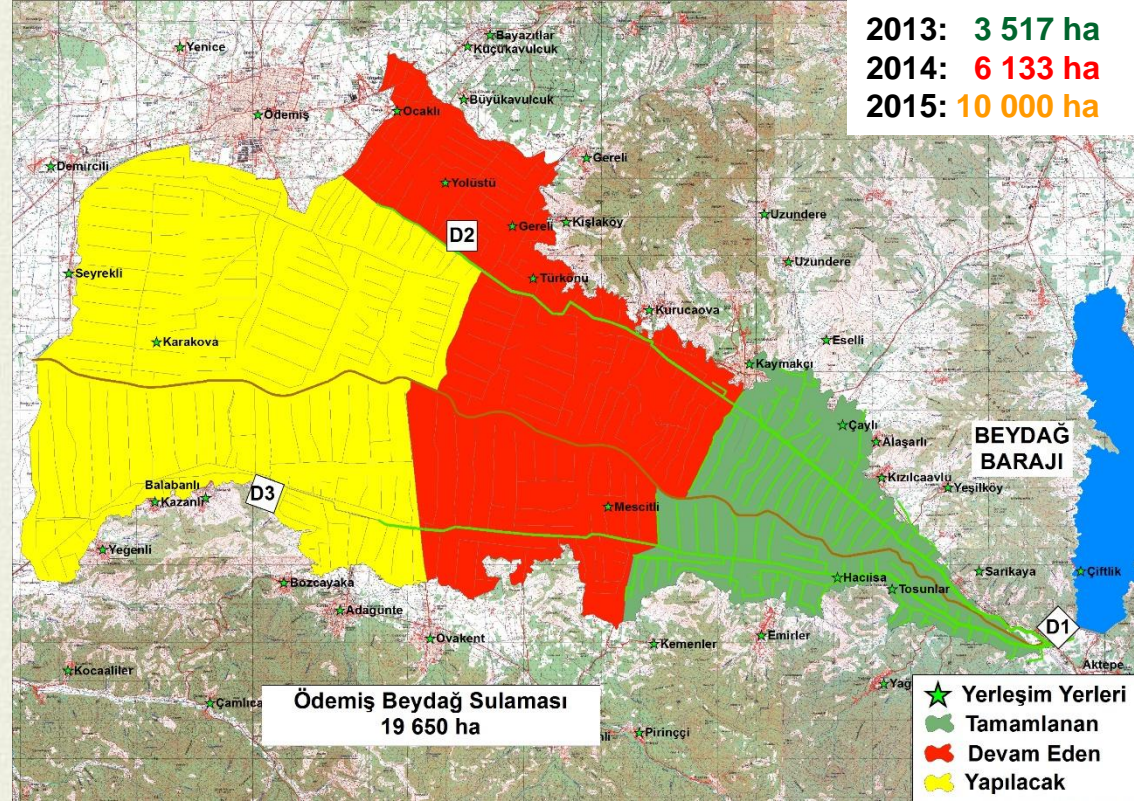 2013: 3 517 ha
2014: 6 133 ha
2015: 10 000 ha
Yenice
Bayazıtlar
Küçükavulcuk
Büyükavulcuk
Ödemiş
Ocaklı
Demircili
Gereli
Yolüstü
Uzundere
Kışlaköy
Gereli
D2
Uzundere
Seyrekli
Türkönü
Kurucaova
Karakova
Eselli
Kaymakçı
Çaylı
Alaşarlı
BEYDAĞ
BARAJI
Kızılcaavlu
Yeşilköy
Balabanlı
Kazanlı
D3
Mescitli
Yegenli
Sarıkaya
Çiftlik
Bozcayaka
Hacıisa
Tosunlar
Adagünte
D1
Ovakent
Kemenler
Emirler
Aktepe
Kocaaliler
Yag
Çamlıca
Ödemiş Beydağ Sulaması
19 650 ha
nli
Pirinççi
Yerleşim Yerleri
Tamamlanan
Devam Eden
Yapılacak